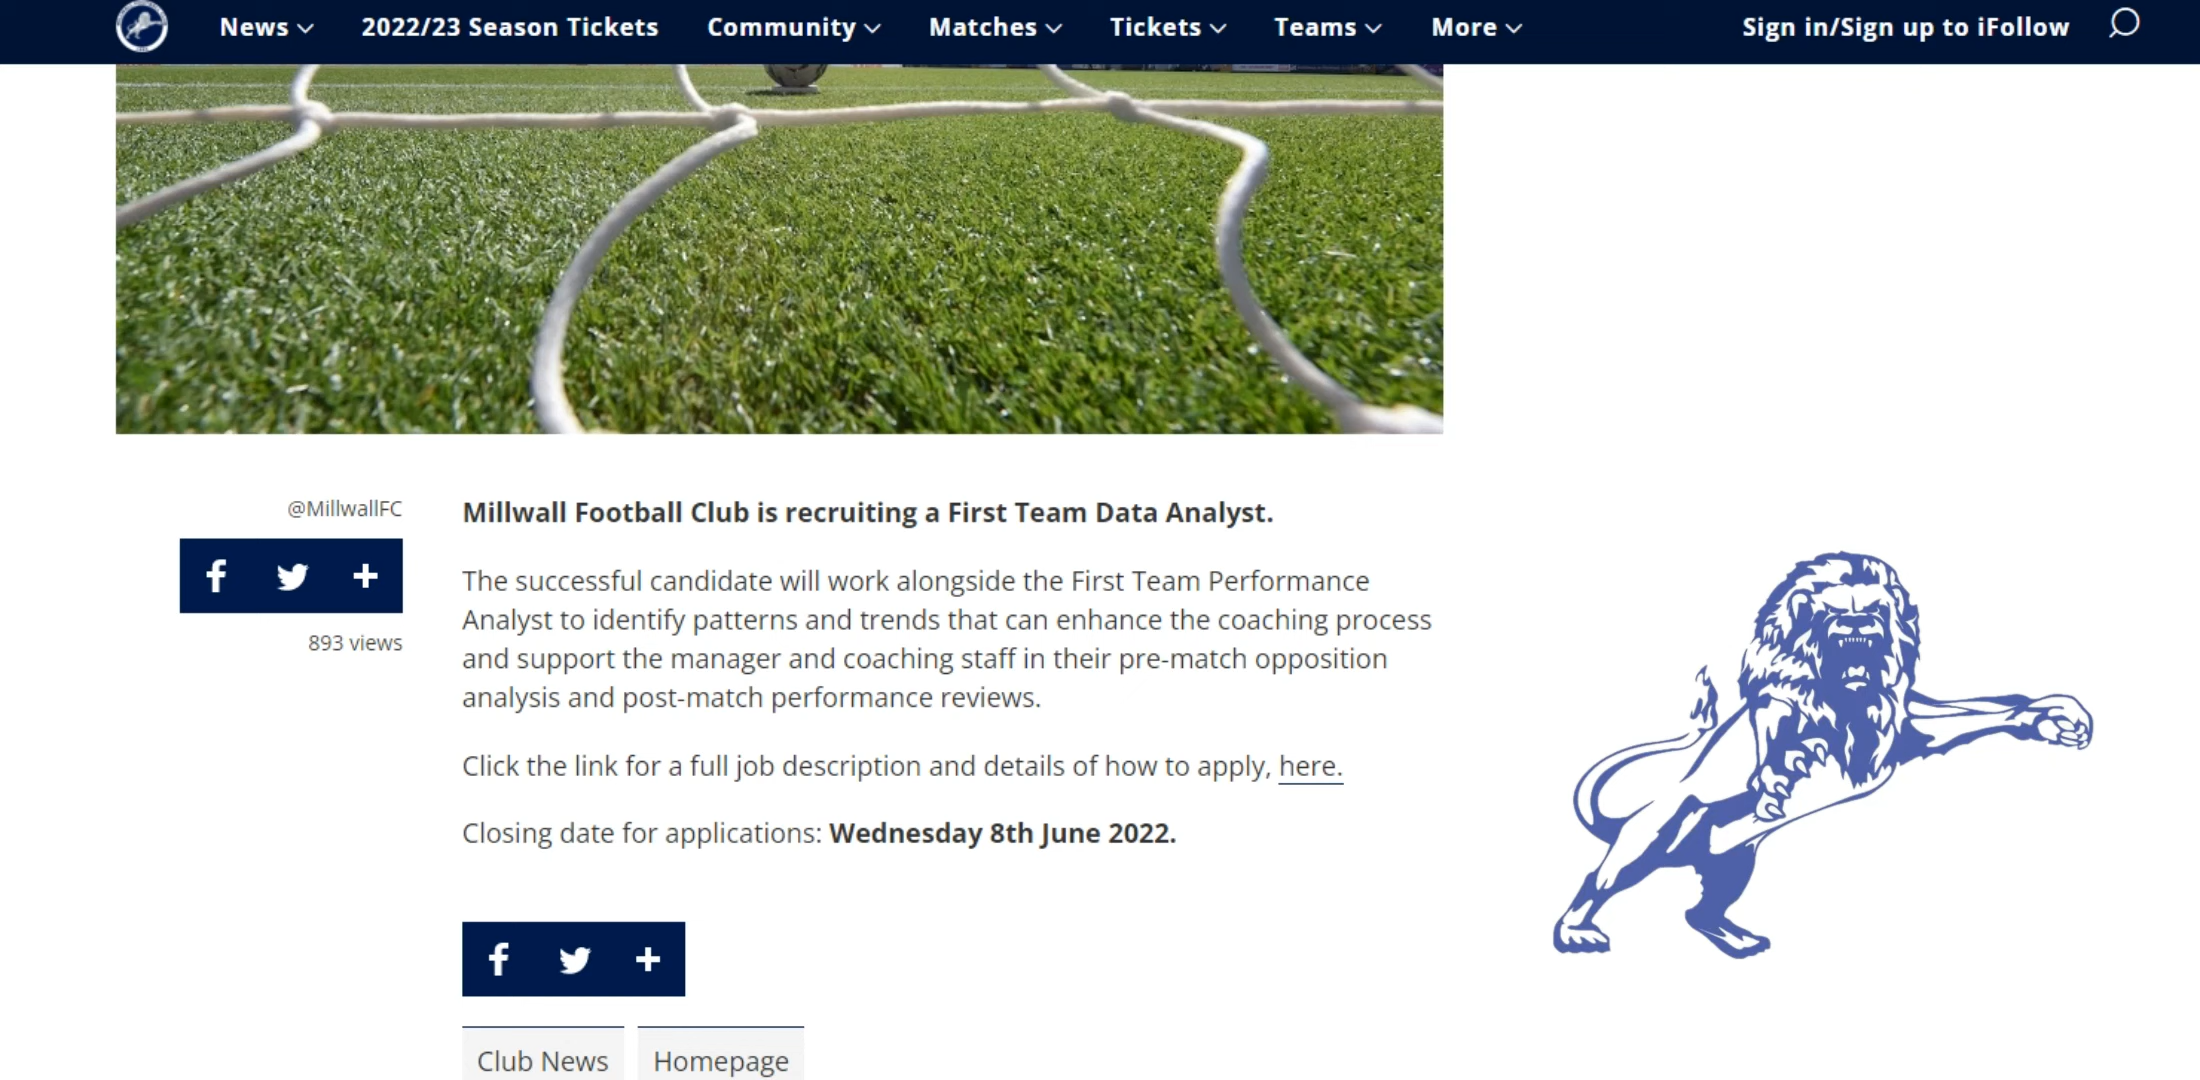 News
2022/23 Season Tickets
Community
Matches
Tickets
Teams
More
Sign in/Sign up to iFollow
@MillwallFC
893 views
Millwall Football Club is recruiting a First Team Data Analyst.
The successful candidate will work alongside the First Team Performance
Analyst to identify patterns and trends that can enhance the coaching process
and support the manager and coaching staff in their pre-match opposition
analysis and post-match performance reviews.
Click the link for a full job description and details of how to apply, here.
Closing date for applications: Wednesday 8th June 2022.
Club News
Homepage